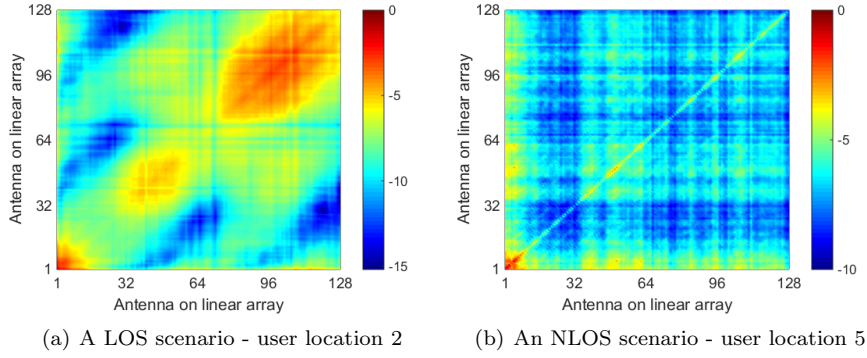 128
96
64
32
1
Antenna on linear array
1 32 64 96 128
Antenna on linear array
0
-5
-10
-15
(a) A LOS scenario - user location 2
128
96
64
32
1
Antenna on linear array
1 32 64 96 128
Antenna on linear array
0
-5
-10
(b) An NLOS scenario - user location 5